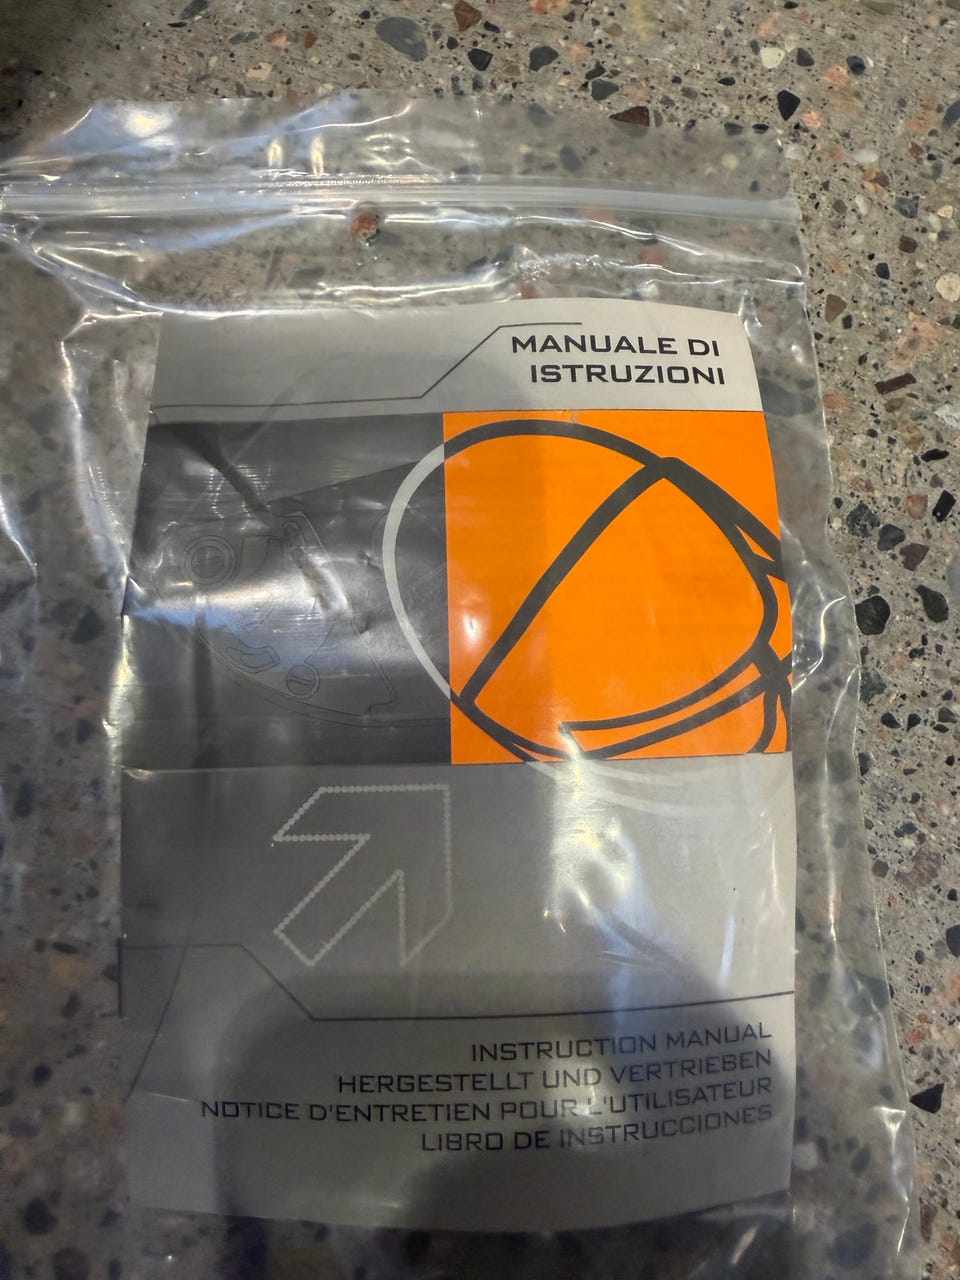 MANUALE DI
ISTRUZIONI
INSTRUCTION MANUAL
HERGESTELLT UND VERTRIEBEN
NOTICE D'ENTRETIEN POUR L'UTILISATEUR
LIBRO DE INSTRUCCIONES